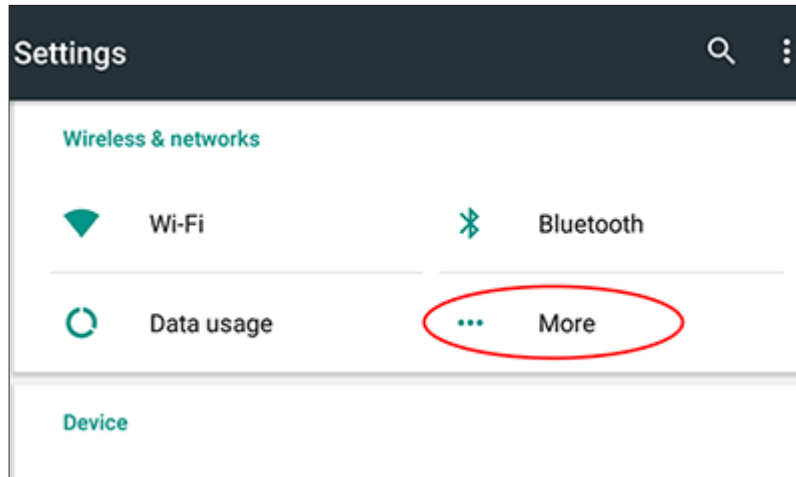 Settings
Wireless & networks
Wi-Fi
Bluetooth
Data usage
More
Device